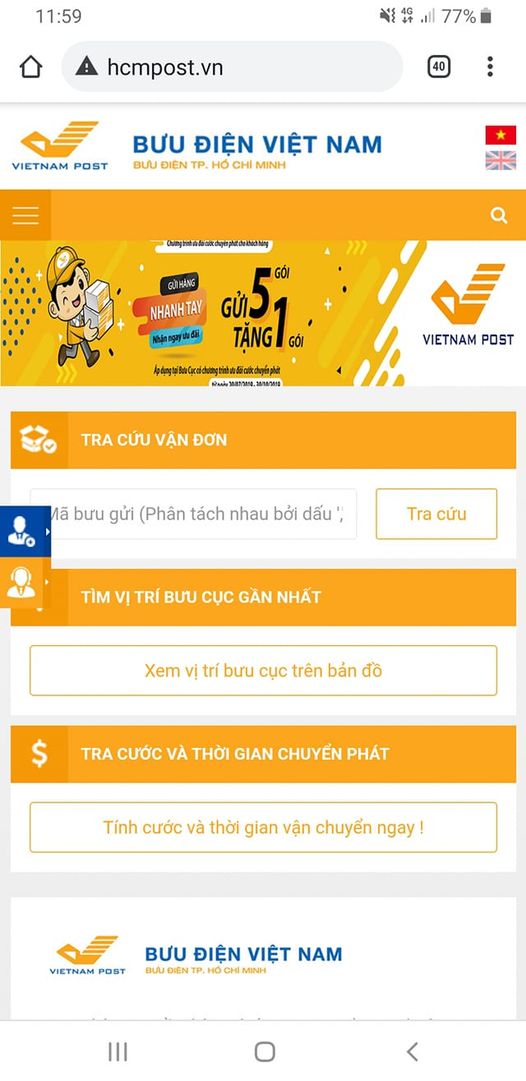 11:59
4G
77%
hcmpost.vn
40
VIETNAM POST
BƯU ĐIỆN VIỆT NAM
BƯU ĐIỆN TP. HỒ CHÍ MINH
Chương trình ưu đãi cước chuyển phát cho khách hàng
GỬI HÀNG
NHANH TAY
Nhận ngay ưu đãi
GỬI 5 GÓI
TẶNG 1 GÓI
Áp dụng tại Bưu Cục có chương trình ưu đãi cước chuyển phát
từ ngày 30/07/2019 - 30/10/2019
VIETNAM POST
TRA CỨU VẬN ĐƠN
Mã bưu gửi (Phân tách nhau bởi dấu ',
Tra cứu
TÌM VỊ TRÍ BƯU CỤC GẦN NHẤT
Xem vị trí bưu cục trên bản đồ
$
TRA CƯỚC VÀ THỜI GIAN CHUYỂN PHÁT
Tính cước và thời gian vận chuyển ngay !
VIETNAM POST
BƯU ĐIỆN VIỆT NAM
BƯU ĐIỆN TP. HỒ CHÍ MINH